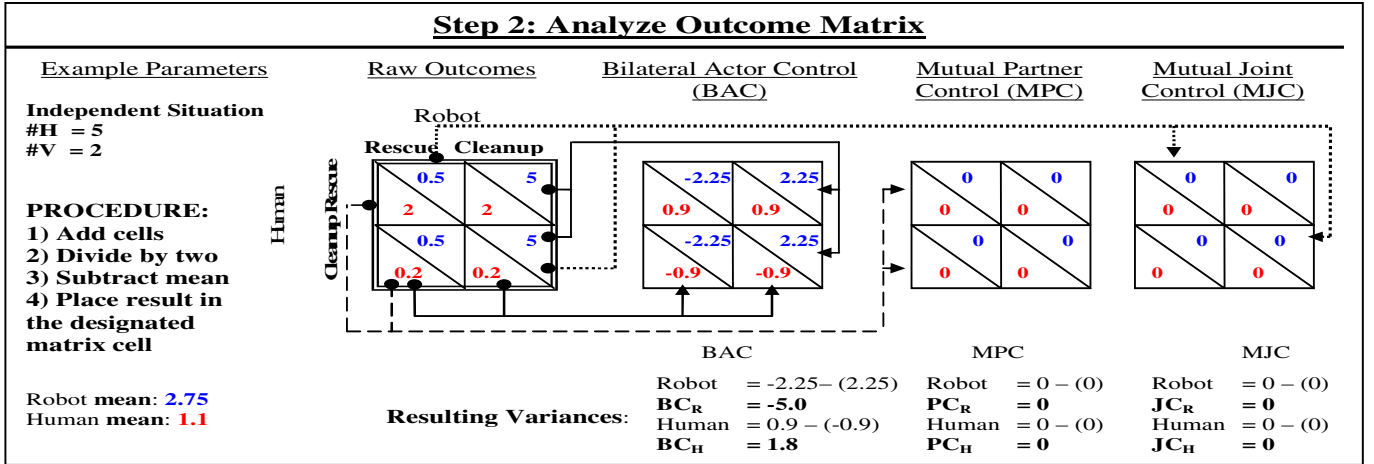 Step 2: Analyze Outcome Matrix
Example Parameters
Independent Situation
#H = 5
#V = 2
PROCEDURE:
1) Add cells
2) Divide by two
3) Subtract mean
4) Place result in
the designated
matrix cell
Robot mean: 2.75
Human mean: 1.1
Raw Outcomes
Robot
Rescue Cleanup
Human
Cleanup Rescue
0.5 5
2 2
0.5 5
0.2 0.2
Bilateral Actor Control
(BAC)
-2.25 2.25
0.9 0.9
-2.25 2.25
-0.9 -0.9
Mutual Partner
Control (MPC)
0 0
0 0
0 0
0 0
Mutual Joint
Control (MJC)
0 0
0 0
0 0
0 0
Resulting Variances:
BAC
Robot = -2.25– (2.25)
BC_R = -5.0
Human = 0.9 – (-0.9)
BC_H = 1.8
MPC
Robot = 0 – (0)
PC_R = 0
Human = 0 – (0)
PC_H = 0
MJC
Robot = 0 – (0)
JC_R = 0
Human = 0 – (0)
JC_H = 0